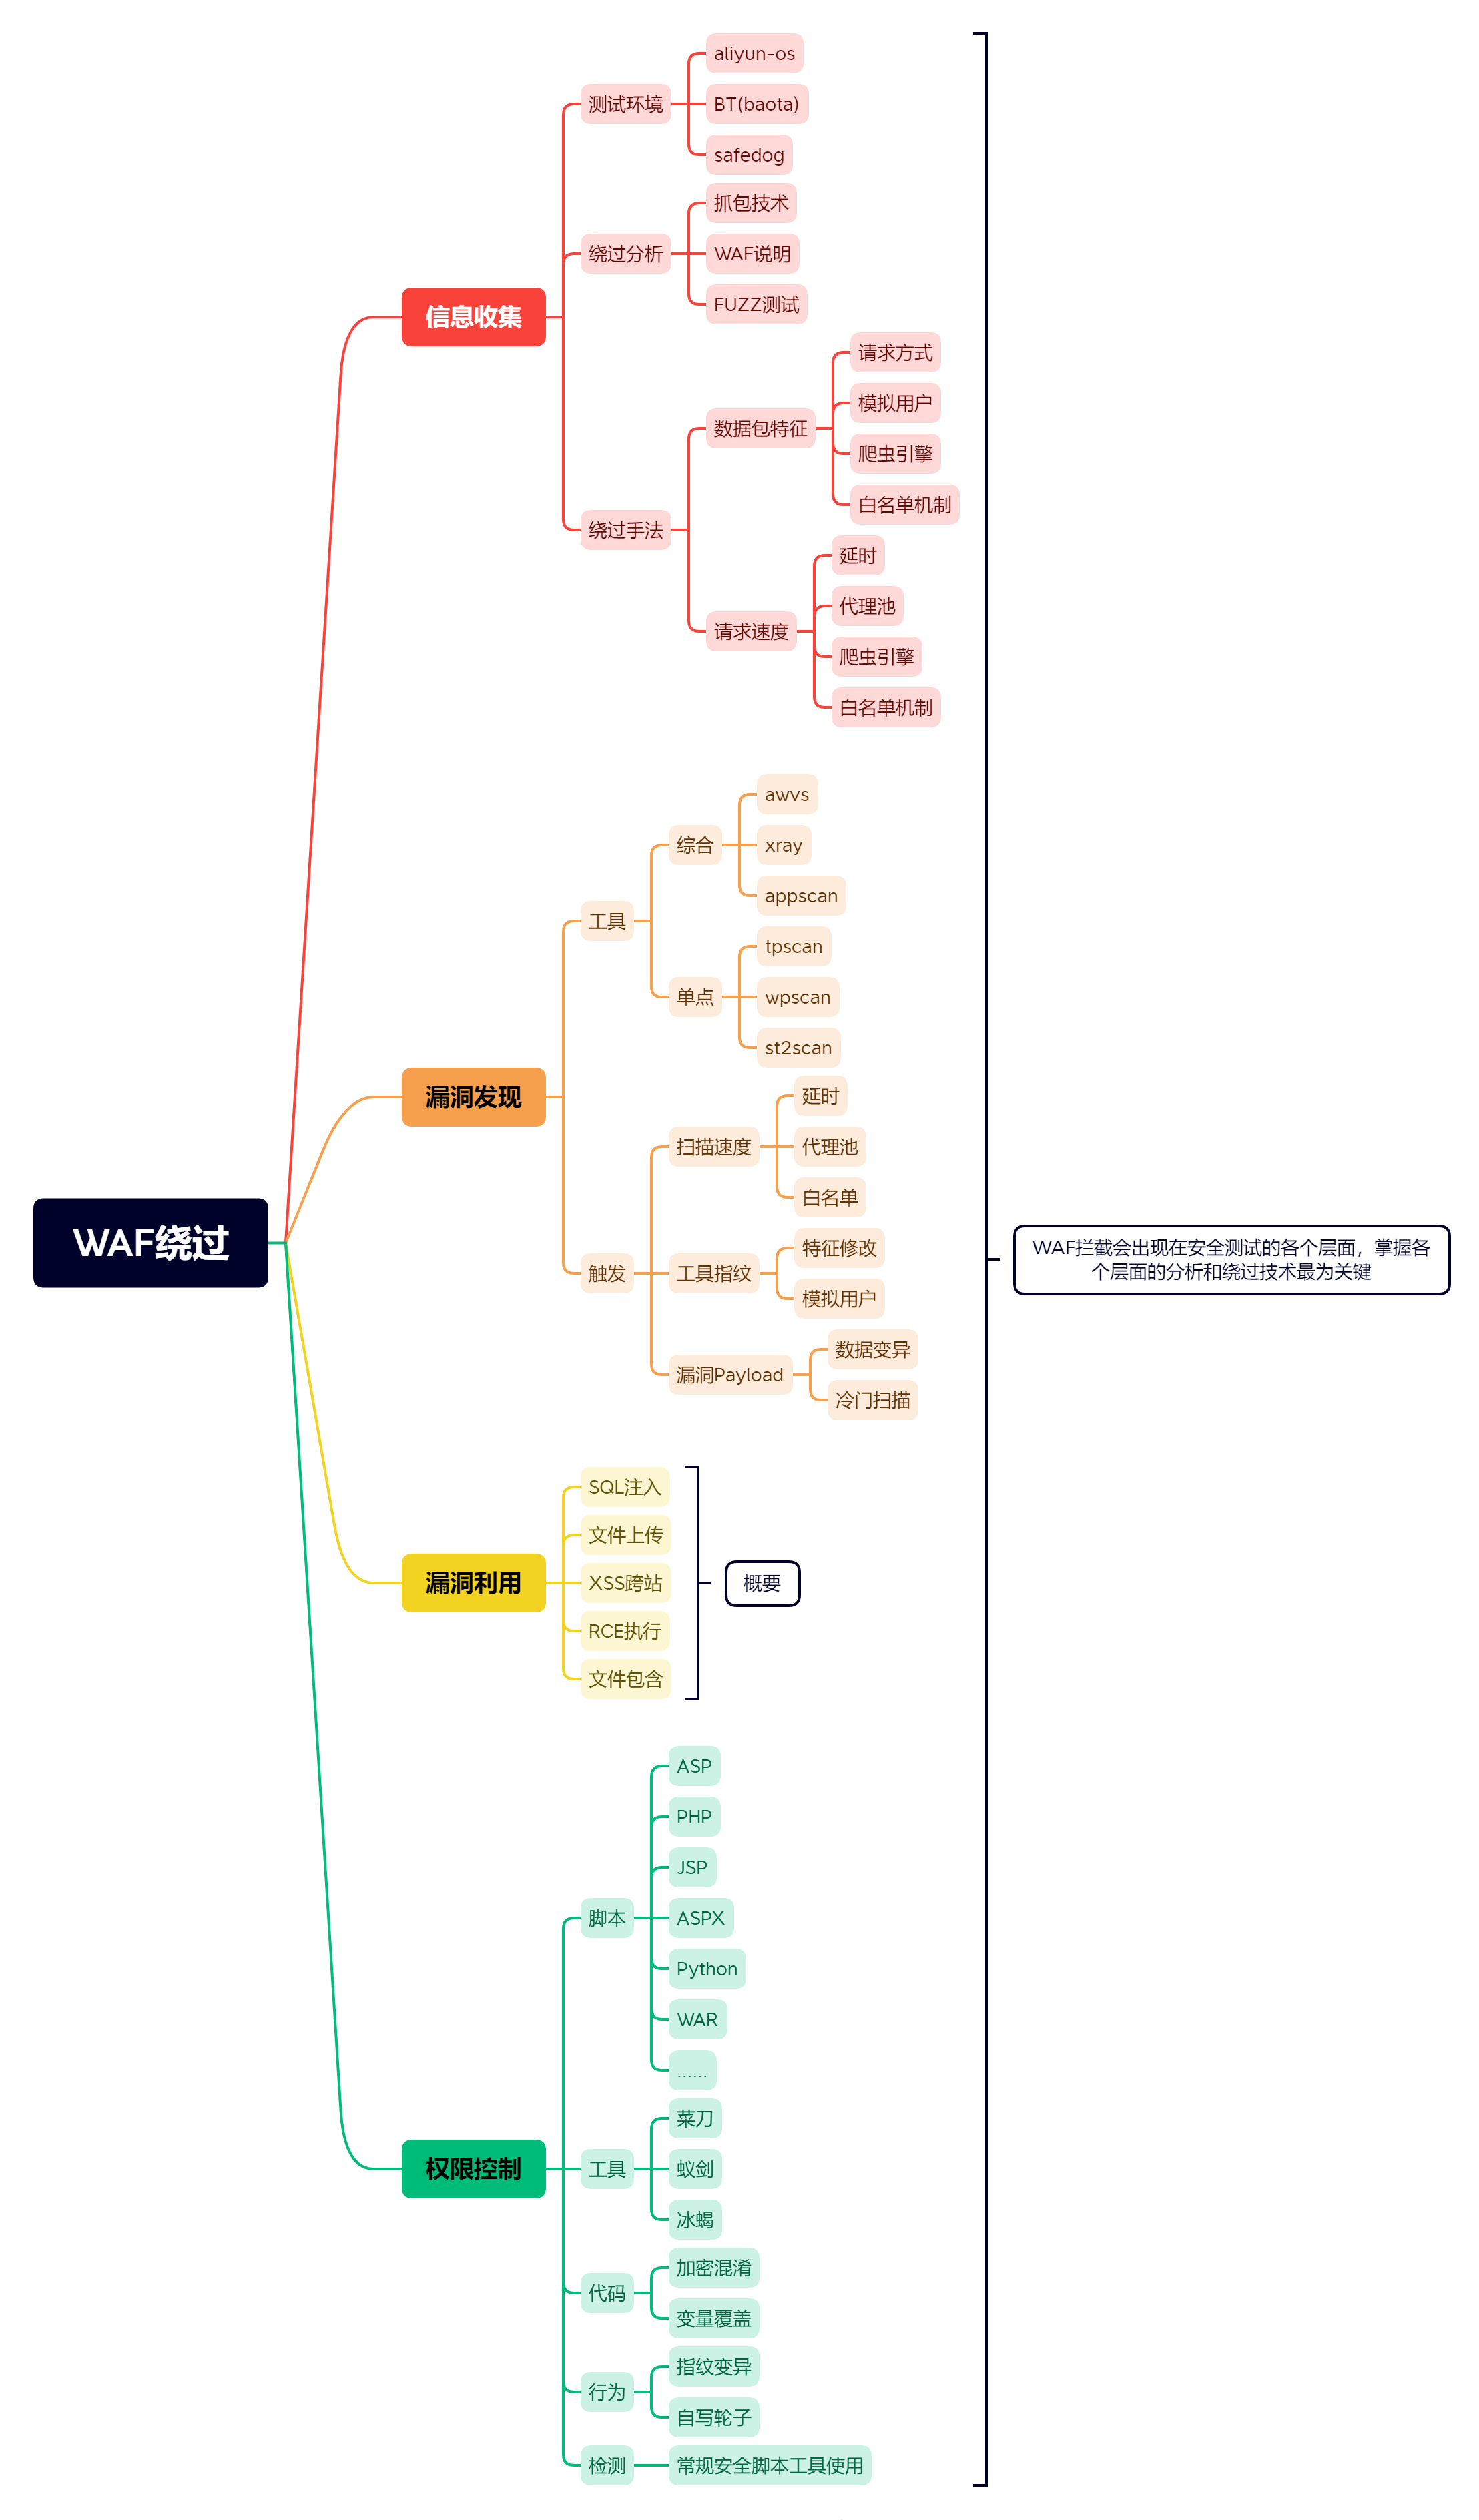 WAF绕过
信息收集
测试环境
aliyun-os
BT(baota)
safedog
绕过分析
抓包技术
WAF说明
FUZZ测试
绕过手法
数据包特征
请求方式
模拟用户
爬虫引擎
白名单机制
请求速度
延时
代理池
爬虫引擎
白名单机制
漏洞发现
工具
综合
awvs
xray
appscan
单点
tpscan
wpscan
st2scan
触发
扫描速度
延时
代理池
白名单
工具指纹
特征修改
模拟用户
漏洞Payload
数据变异
冷门扫描
漏洞利用
SQL注入
文件上传
XSS跨站
RCE执行
文件包含
概要
权限控制
脚本
ASP
PHP
JSP
ASPX
Python
WAR
......
工具
菜刀
蚁剑
冰蝎
代码
加密混淆
变量覆盖
行为
指纹变异
自写轮子
检测
常规安全脚本工具使用
WAF拦截会出现在安全测试的各个层面，掌握各
个层面的分析和绕过技术最为关键